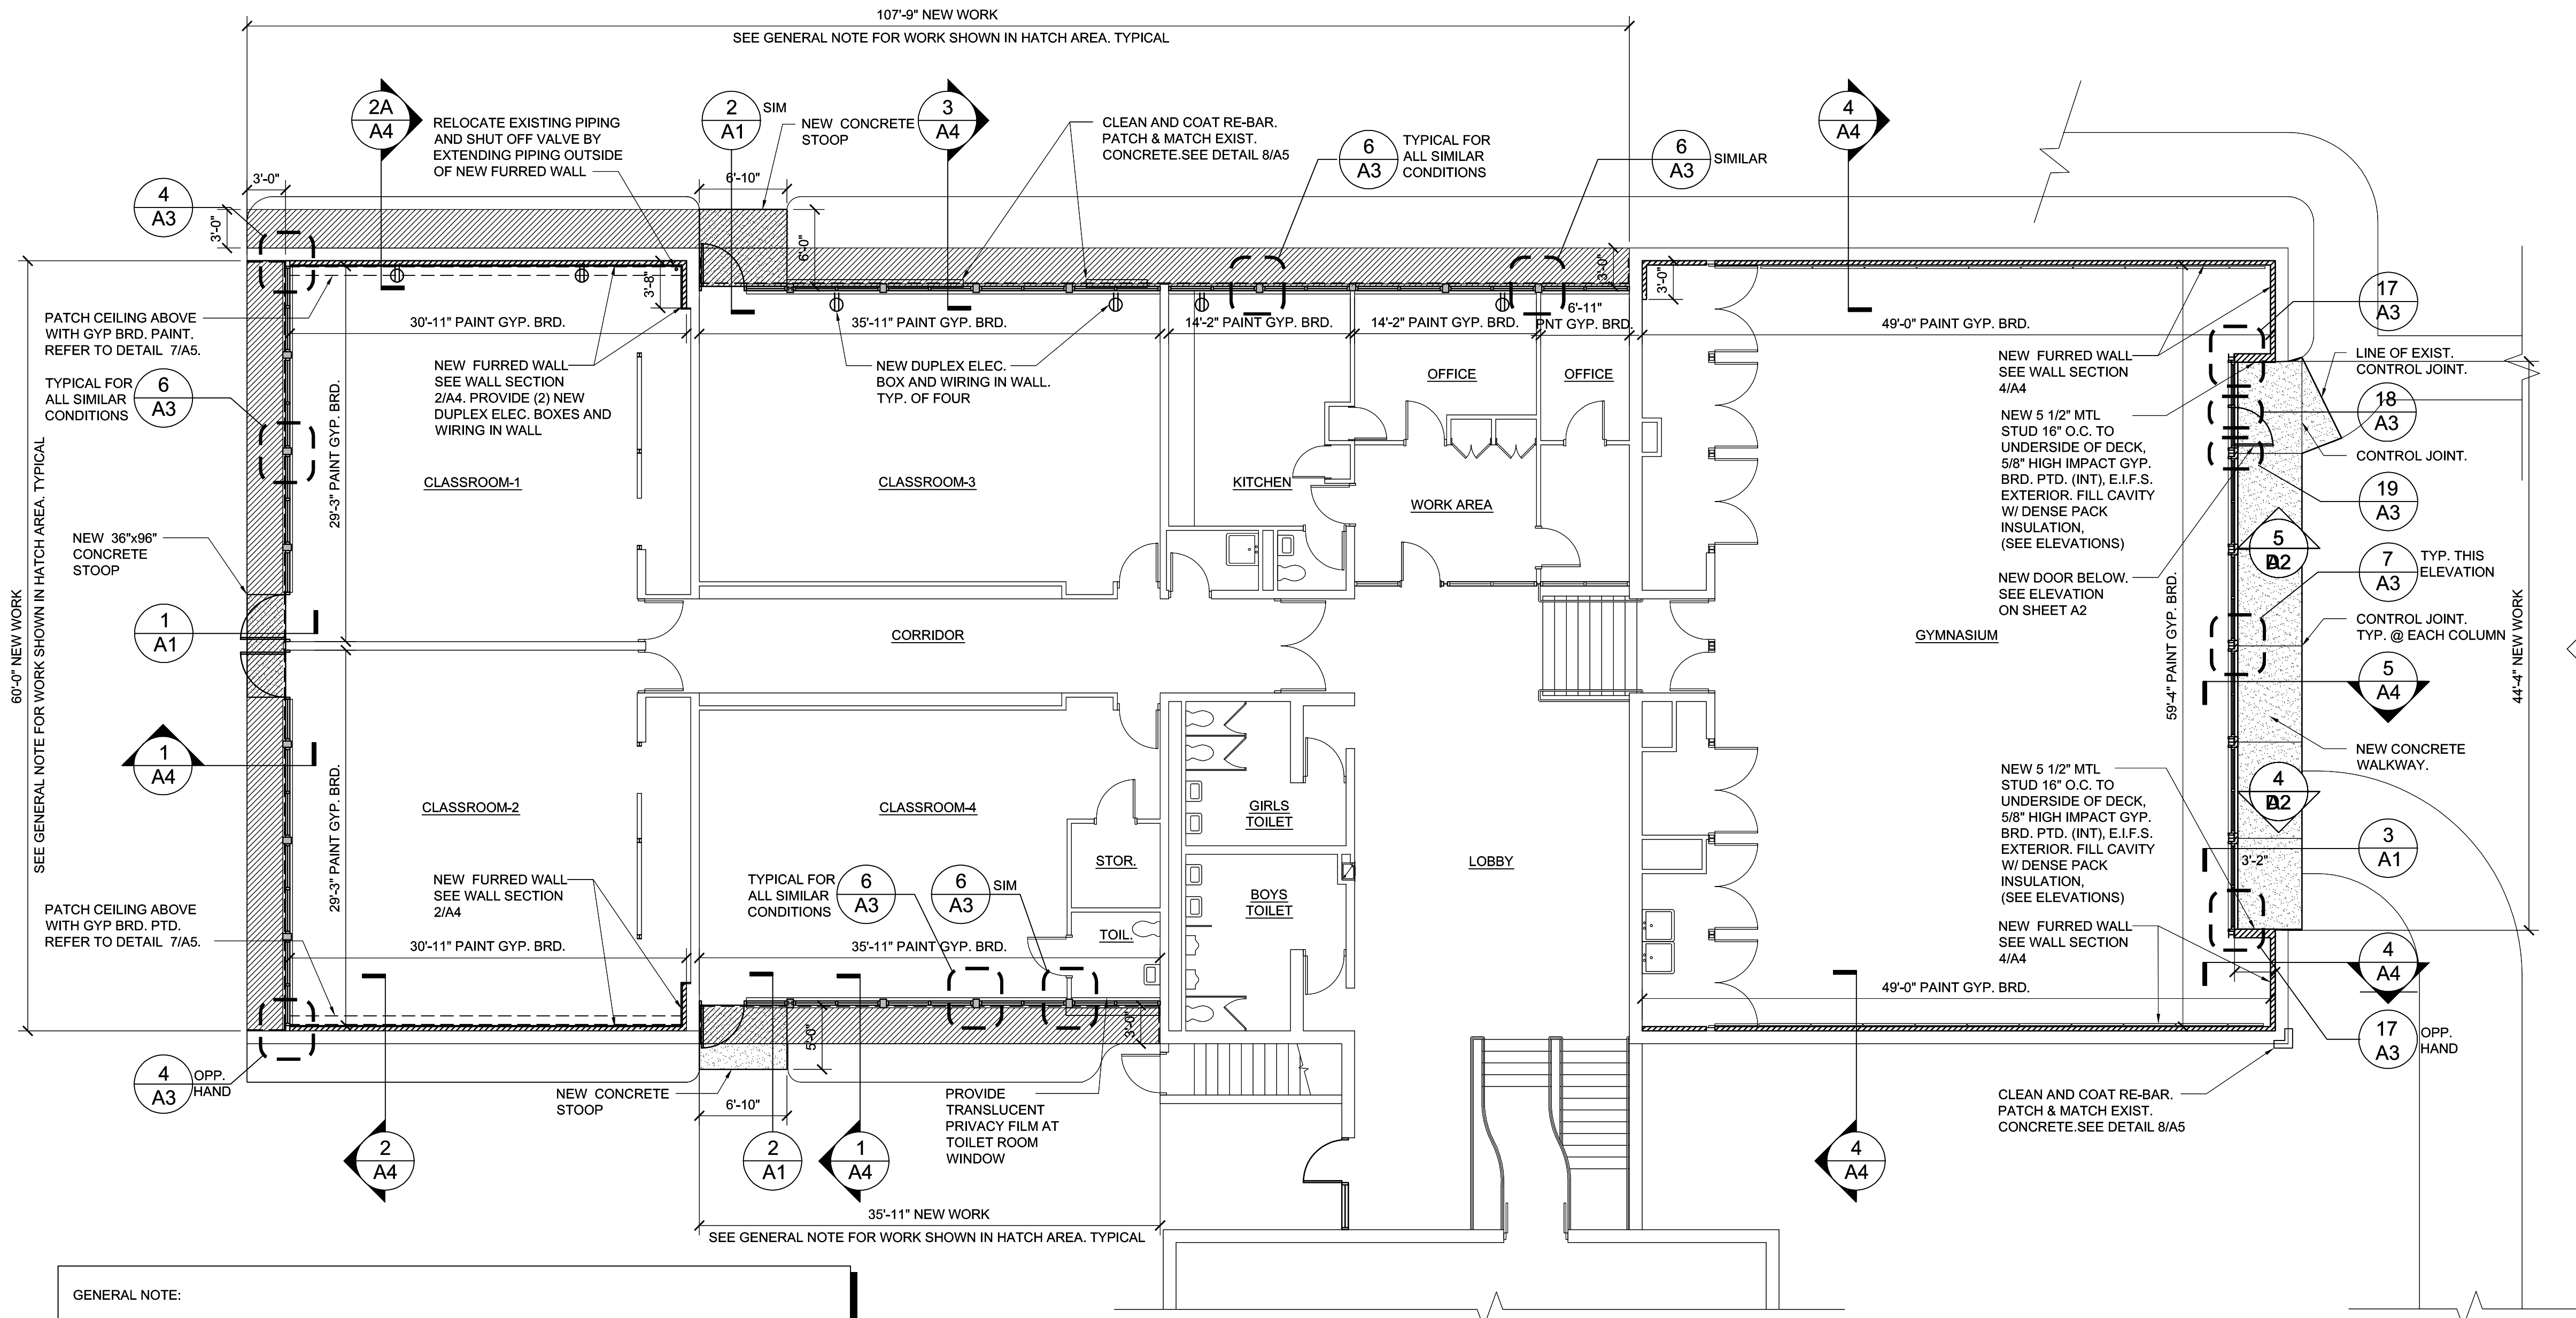 107'-9" NEW WORK
SEE GENERAL NOTE FOR WORK SHOWN IN HATCH AREA. TYPICAL
2A
A4
RELOCATE EXISTING PIPING
AND SHUT OFF VALVE BY
EXTENDING PIPING OUTSIDE
OF NEW FURRED WALL
2
A1
SIM
NEW CONCRETE
STOOP
3
A4
CLEAN AND COAT RE-BAR.
PATCH & MATCH EXIST.
CONCRETE.SEE DETAIL 8/A5
6
A3
TYPICAL FOR
ALL SIMILAR
CONDITIONS
6
A3
SIMILAR
4
A4
4
A3
3'-0"
3'-0"
6'-10"
6'-0"
3'-8"
3'-0"
3'-0"
PATCH CEILING ABOVE
WITH GYP BRD. PAINT.
REFER TO DETAIL 7/A5.
30'-11" PAINT GYP. BRD.
35'-11" PAINT GYP. BRD.
14'-2" PAINT GYP. BRD.
14'-2" PAINT GYP. BRD.
6'-11"
PNT GYP. BRD.
49'-0" PAINT GYP. BRD.
17
A3
TYPICAL FOR
ALL SIMILAR
CONDITIONS
6
A3
NEW FURRED WALL
SEE WALL SECTION
2/A4. PROVIDE (2) NEW
DUPLEX ELEC. BOXES AND
WIRING IN WALL
NEW DUPLEX ELEC.
BOX AND WIRING IN WALL.
TYP. OF FOUR
OFFICE
OFFICE
NEW FURRED WALL
SEE WALL SECTION
4/A4
LINE OF EXIST.
CONTROL JOINT.
18
A3
NEW 5 1/2" MTL
STUD 16" O.C. TO
UNDERSIDE OF DECK,
5/8" HIGH IMPACT GYP.
BRD. PTD. (INT), E.I.F.S.
EXTERIOR. FILL CAVITY
W/ DENSE PACK
INSULATION,
(SEE ELEVATIONS)
CONTROL JOINT.
19
A3
29'-3" PAINT GYP. BRD.
CLASSROOM-1
CLASSROOM-3
KITCHEN
WORK AREA
60'-0" NEW WORK
SEE GENERAL NOTE FOR WORK SHOWN IN HATCH AREA. TYPICAL
NEW 36"x96"
CONCRETE
STOOP
5
7
A3
TYP. THIS
ELEVATION
NEW DOOR BELOW.
SEE ELEVATION
ON SHEET A2
1
A1
CORRIDOR
GYMNASIUM
59'-4" PAINT GYP. BRD.
CONTROL JOINT.
TYP. @ EACH COLUMN
44'-4" NEW WORK
5
A4
1
A4
NEW CONCRETE
WALKWAY.
29'-3" PAINT GYP. BRD.
CLASSROOM-2
CLASSROOM-4
GIRLS
TOILET
NEW 5 1/2" MTL
STUD 16" O.C. TO
UNDERSIDE OF DECK,
5/8" HIGH IMPACT GYP.
BRD. PTD. (INT), E.I.F.S.
EXTERIOR. FILL CAVITY
W/ DENSE PACK
INSULATION,
(SEE ELEVATIONS)
4
3
A1
3'-2"
STOR.
LOBBY
NEW FURRED WALL
SEE WALL SECTION
2/A4
TYPICAL FOR
ALL SIMILAR
CONDITIONS
6
A3
6
A3
SIM
BOYS
TOILET
PATCH CEILING ABOVE
WITH GYP BRD. PTD.
REFER TO DETAIL 7/A5.
TOIL.
NEW FURRED WALL
SEE WALL SECTION
4/A4
30'-11" PAINT GYP. BRD.
35'-11" PAINT GYP. BRD.
49'-0" PAINT GYP. BRD.
4
A4
5'-0"
3'-0"
17
A3
OPP.
HAND
4
A3
OPP.
HAND
NEW CONCRETE
STOOP
6'-10"
PROVIDE
TRANSLUCENT
PRIVACY FILM AT
TOILET ROOM
WINDOW
CLEAN AND COAT RE-BAR.
PATCH & MATCH EXIST.
CONCRETE.SEE DETAIL 8/A5
2
A4
2
A1
1
A4
4
A4
35'-11" NEW WORK
SEE GENERAL NOTE FOR WORK SHOWN IN HATCH AREA. TYPICAL
GENERAL NOTE: